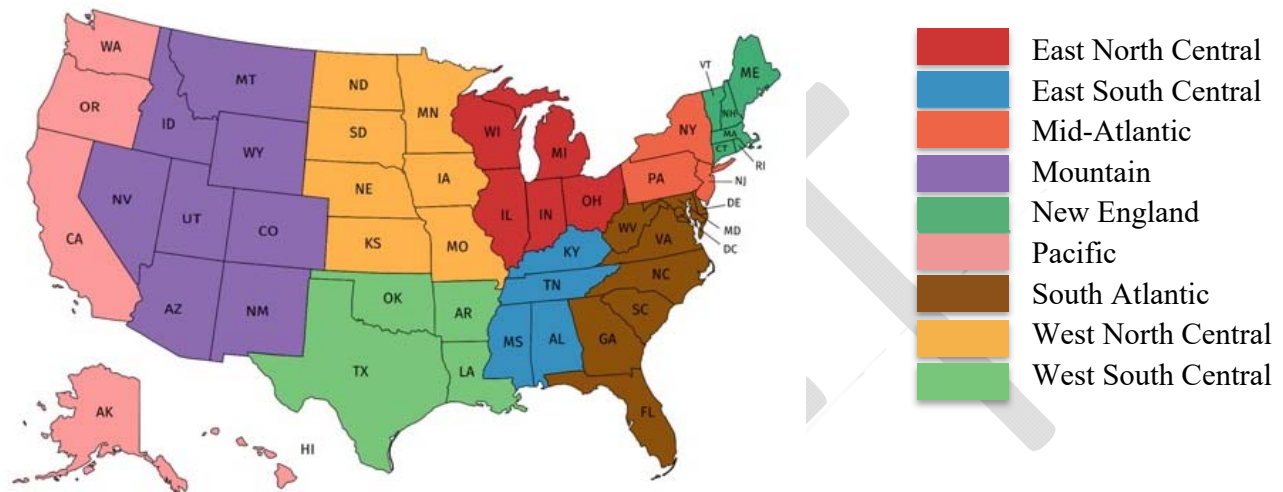 WA
OR
CA
NV
ID
MT
WY
UT
CO
AZ
NM
ND
SD
NE
KS
MN
IA
MO
OK
TX
AR
LA
WI
IL
MI
IN
OH
KY
TN
MS
AL
NY
PA
NJ
VT
ME
NH
MA
CT
RI
DE
MD
DC
WV
VA
NC
SC
GA
FL
AK
HI
East North Central
East South Central
Mid-Atlantic
Mountain
New England
Pacific
South Atlantic
West North Central
West South Central